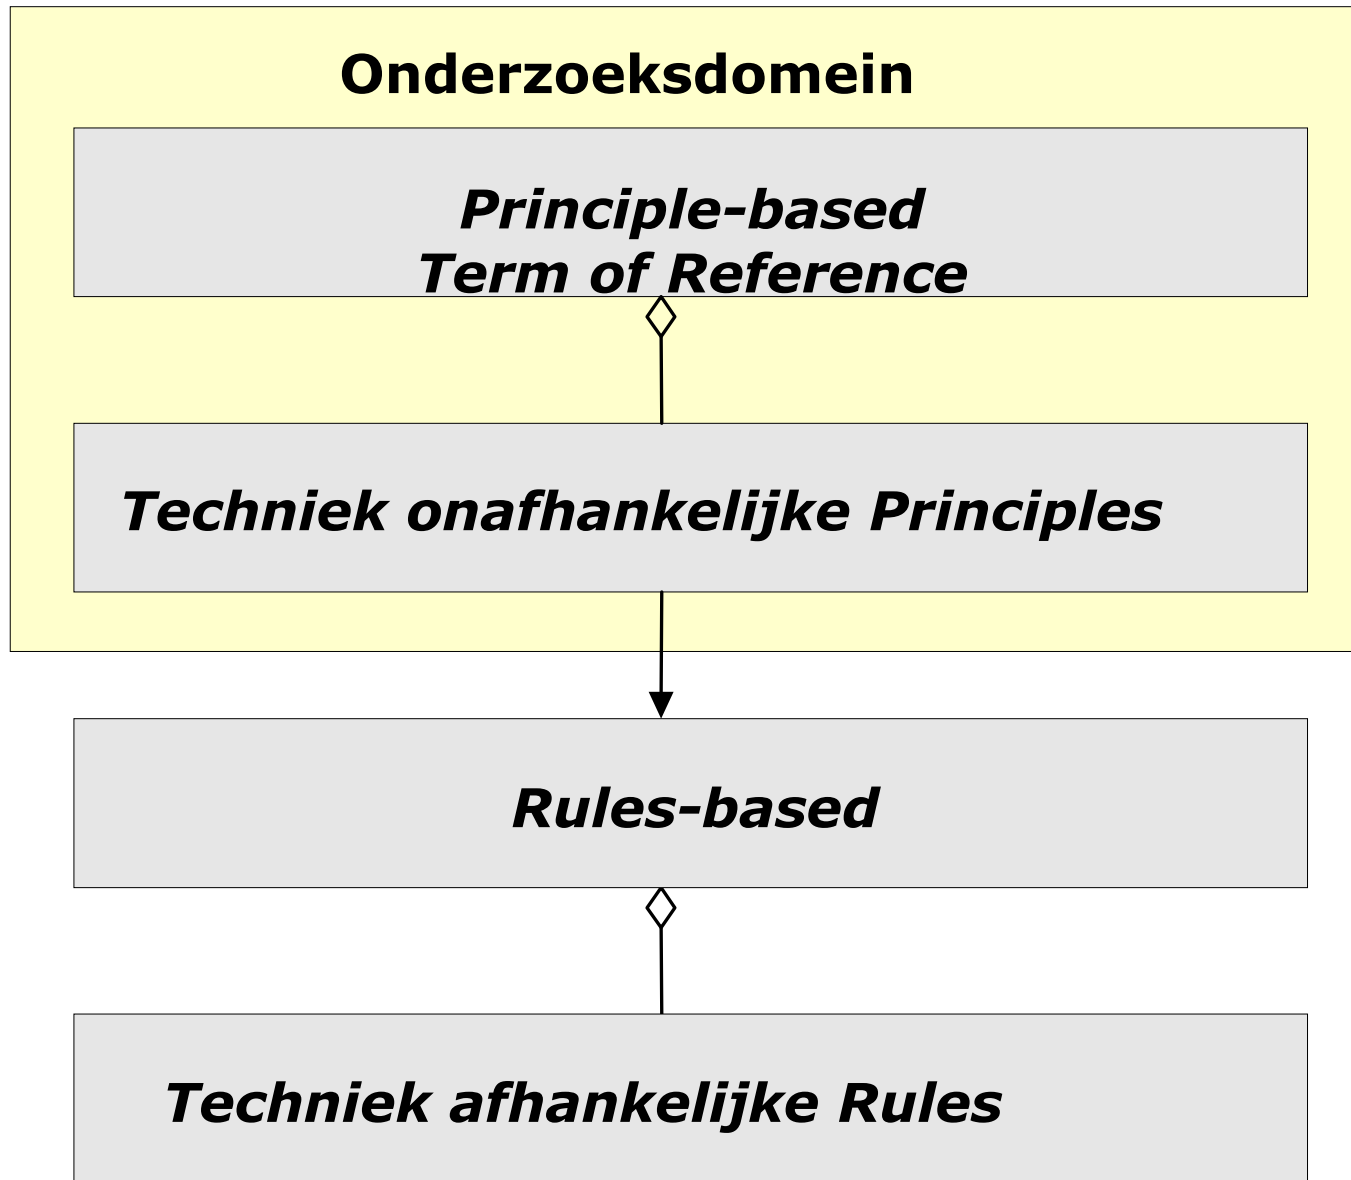 Onderzoeksdomein
Principle-based
Term of Reference
Techniek onafhankelijke Principles
Rules-based
Techniek afhankelijke Rules